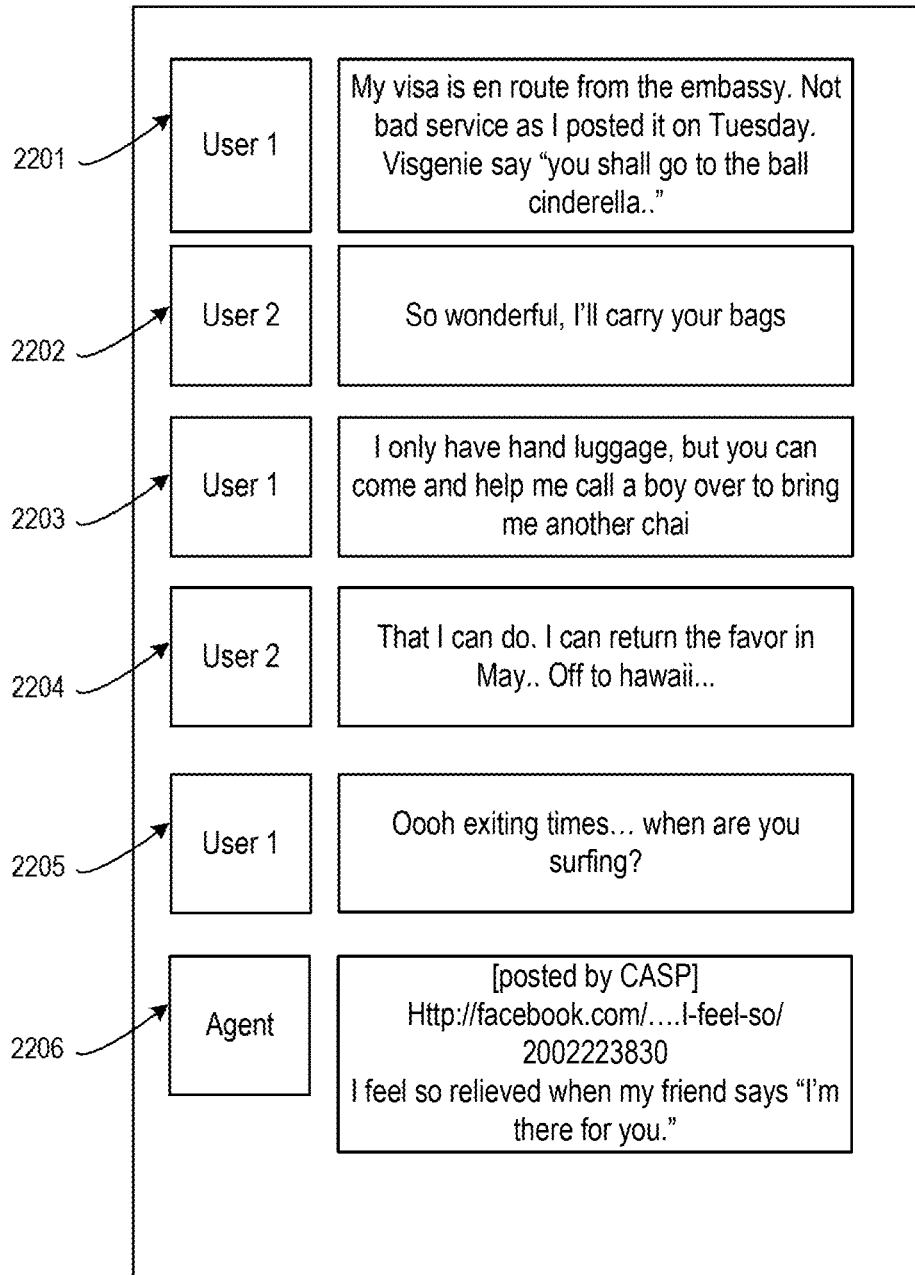 2201
User 1
My visa is en route from the embassy. Not
bad service as I posted it on Tuesday.
Visgenie say “you shall go to the ball
cinderella..”
2202
User 2
So wonderful, I’ll carry your bags
2203
User 1
I only have hand luggage, but you can
come and help me call a boy over to bring
me another chai
2204
User 2
That I can do. I can return the favor in
May.. Off to hawaii...
2205
User 1
Oooh exiting times... when are you
surfing?
2206
Agent
[posted by CASP]
Http://facebook.com/....I-feel-so/
2002223830
I feel so relieved when my friend says “I’m
there for you.”